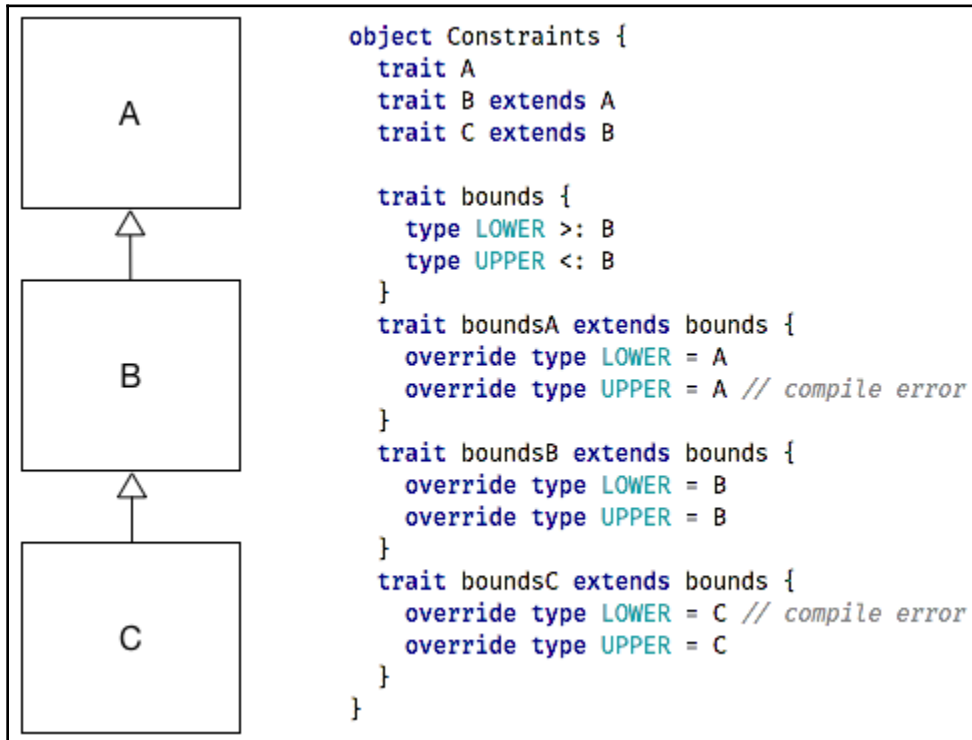 A
B
C
object Constraints {
  trait A
  trait B extends A
  trait C extends B

  trait bounds {
    type LOWER >: B
    type UPPER <: B
  }
  trait boundsA extends bounds {
    override type LOWER = A
    override type UPPER = A // compile error
  }
  trait boundsB extends bounds {
    override type LOWER = B
    override type UPPER = B
  }
  trait boundsC extends bounds {
    override type LOWER = C // compile error
    override type UPPER = C
  }
}